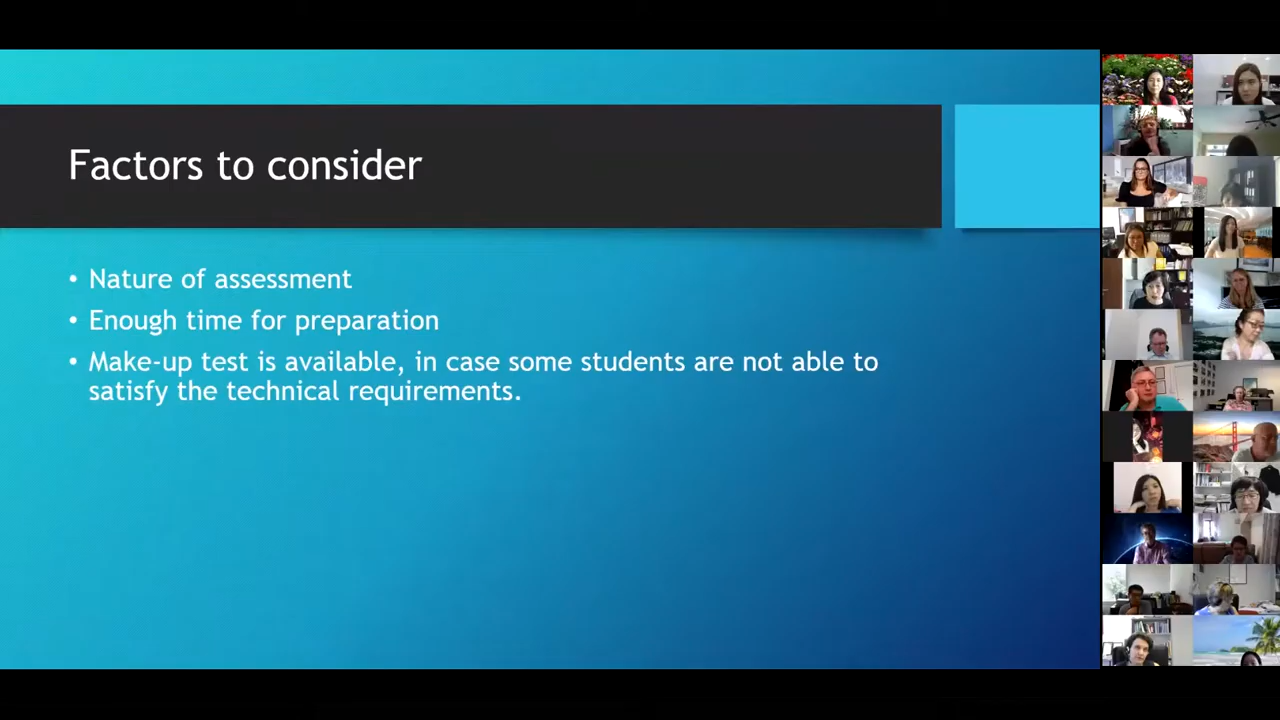 Factors to consider
• Nature of assessment
• Enough time for preparation
• Make-up test is available, in case some students are not able to
satisfy the technical requirements.